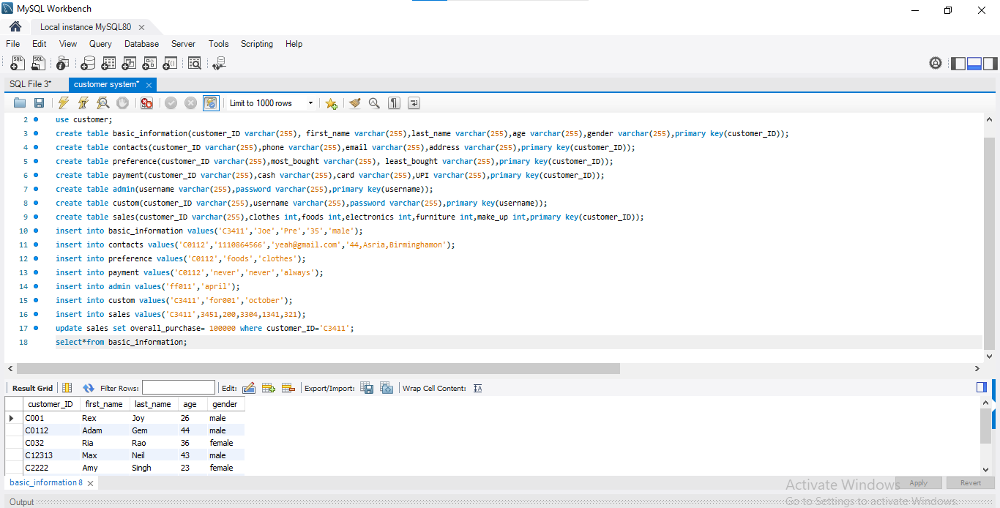 MySQL Workbench
Local instance MySQL80
File Edit View Query Database Server Tools Scripting Help
SQL File 3* customer system*
Limit to 1000 rows
2 use customer;
3 create table basic_information(customer_ID varchar(255), first_name varchar(255),last_name varchar(255),age varchar(255),gender varchar(255),primary key(customer_ID));
4 create table contacts(customer_ID varchar(255),phone varchar(255),email varchar(255),address varchar(255),primary key(customer_ID));
5 create table preference(customer_ID varchar(255),most_bought varchar(255), least_bought varchar(255),primary key(customer_ID));
6 create table payment(customer_ID varchar(255),cash varchar(255),card varchar(255),UPI varchar(255),primary key(customer_ID));
7 create table admin(username varchar(255),password varchar(255),primary key(username));
8 create table custom(customer_ID varchar(255),username varchar(255),password varchar(255),primary key(username));
9 create table sales(customer_ID varchar(255),clothes int,foods int,electronics int,furniture int,make_up int,primary key(customer_ID));
10 insert into basic_information values('C3411','Joe','Pre','35','male');
11 insert into contacts values('C0112','1110864566','yeah@gmail.com','44,Asria,Birminghamon');
12 insert into preference values('C0112','foods','clothes');
13 insert into payment values('C0112','never','never','always');
14 insert into admin values('ff011','april');
15 insert into custom values('C3411','for001','october');
16 insert into sales values('C3411',3451,200,3304,1341,321);
17 update sales set overall_purchase= 100000 where customer_ID='C3411';
18 select*from basic_information;
Result Grid Filter Rows: Edit: Export/Import: Wrap Cell Content:
customer_ID first_name last_name age gender
C001 Rex Joy 26 male
C0112 Adam Gem 44 male
C032 Ria Rao 36 female
C12313 Max Neil 43 male
C2222 Amy Singh 23 female
basic_information 8
Activate Windows
Apply Revert
Output
Go to Settings to activate Windows.